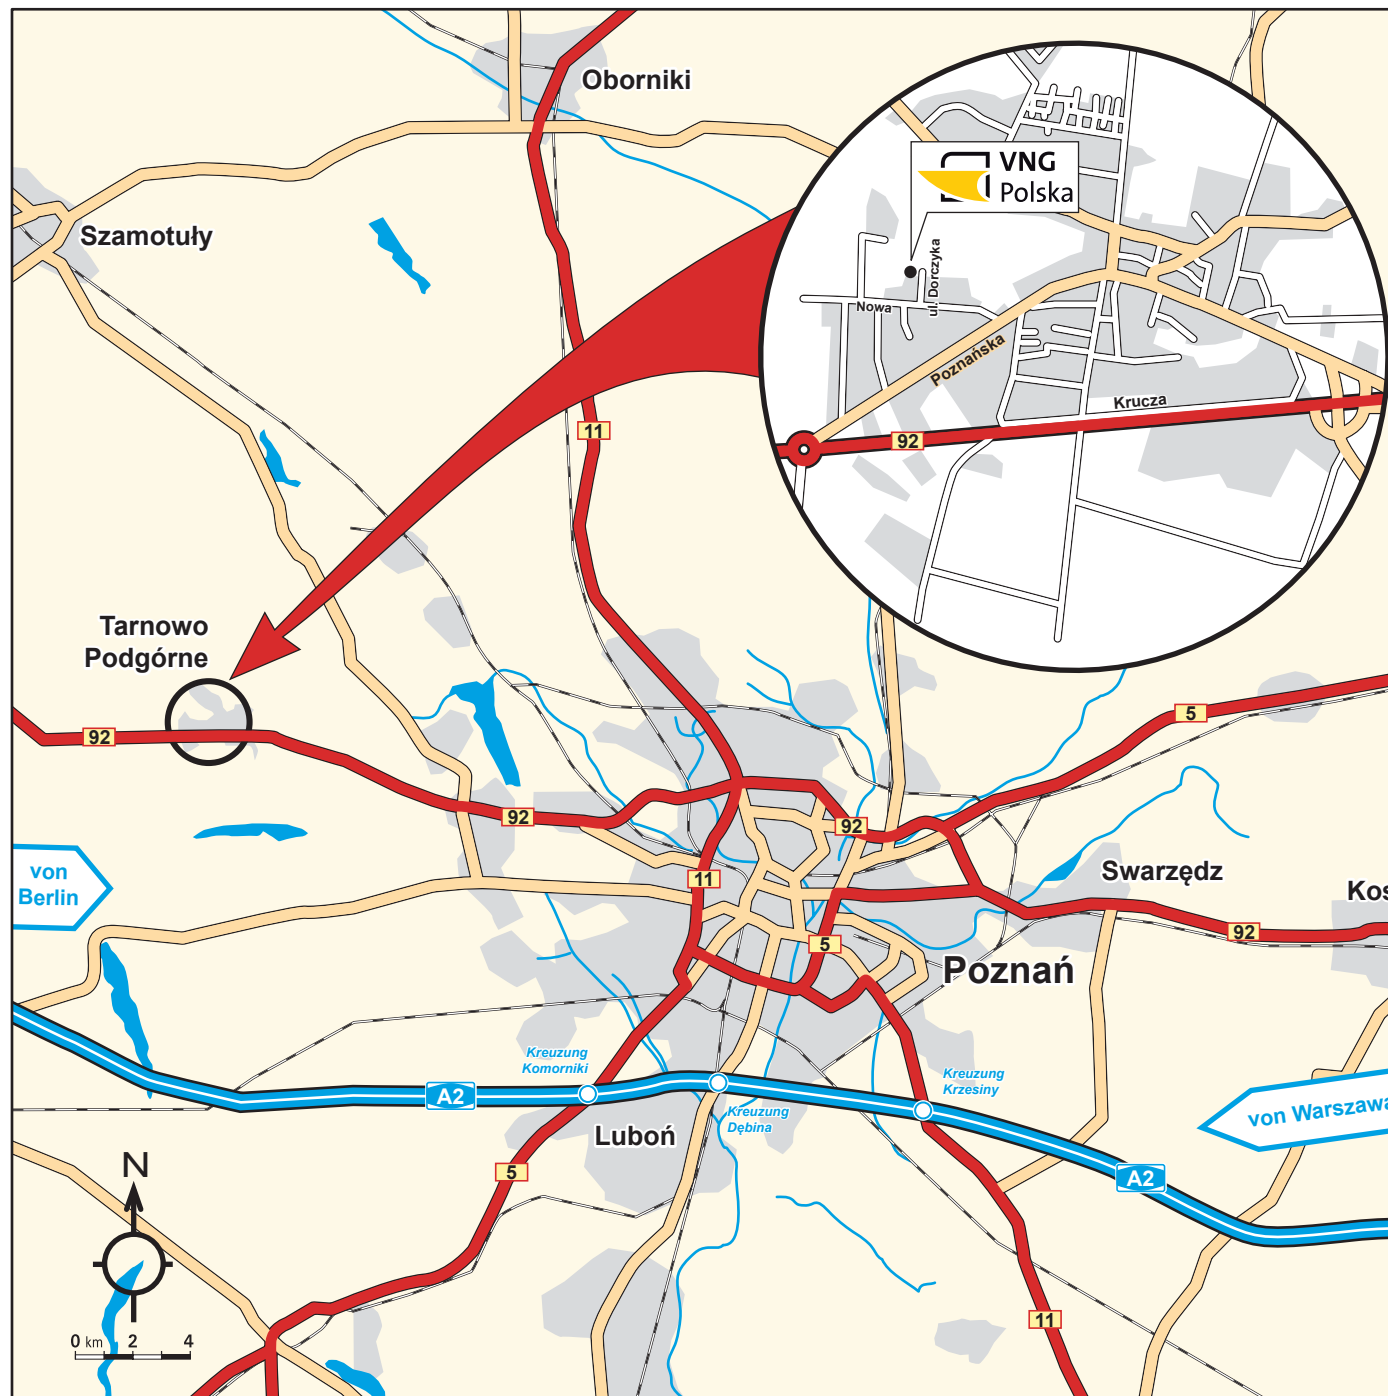 Oborniki
VNG
Polska
Szamotuły
ul. Dorczyka
Nowa
Poznańska
Krucza
92
11
Tarnowo
Podgórne
92
5
92
92
von
Berlin
11
Swarzędz
Kos
92
5
Poznań
Kreuzung
Komorniki
Kreuzung
Krzesiny
A2
Kreuzung
Dębina
von Warszawa
Luboń
5
A2
N
11
0 km 2 4